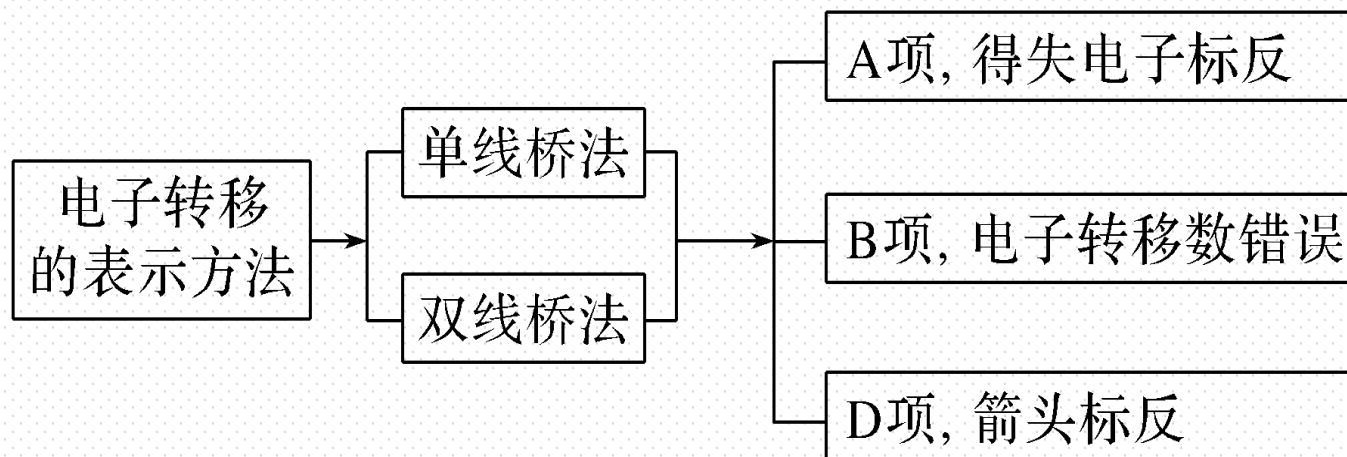 电子转移
的表示方法
单线桥法
双线桥法
A项, 得失电子标反
B项, 电子转移数错误
D项, 箭头标反